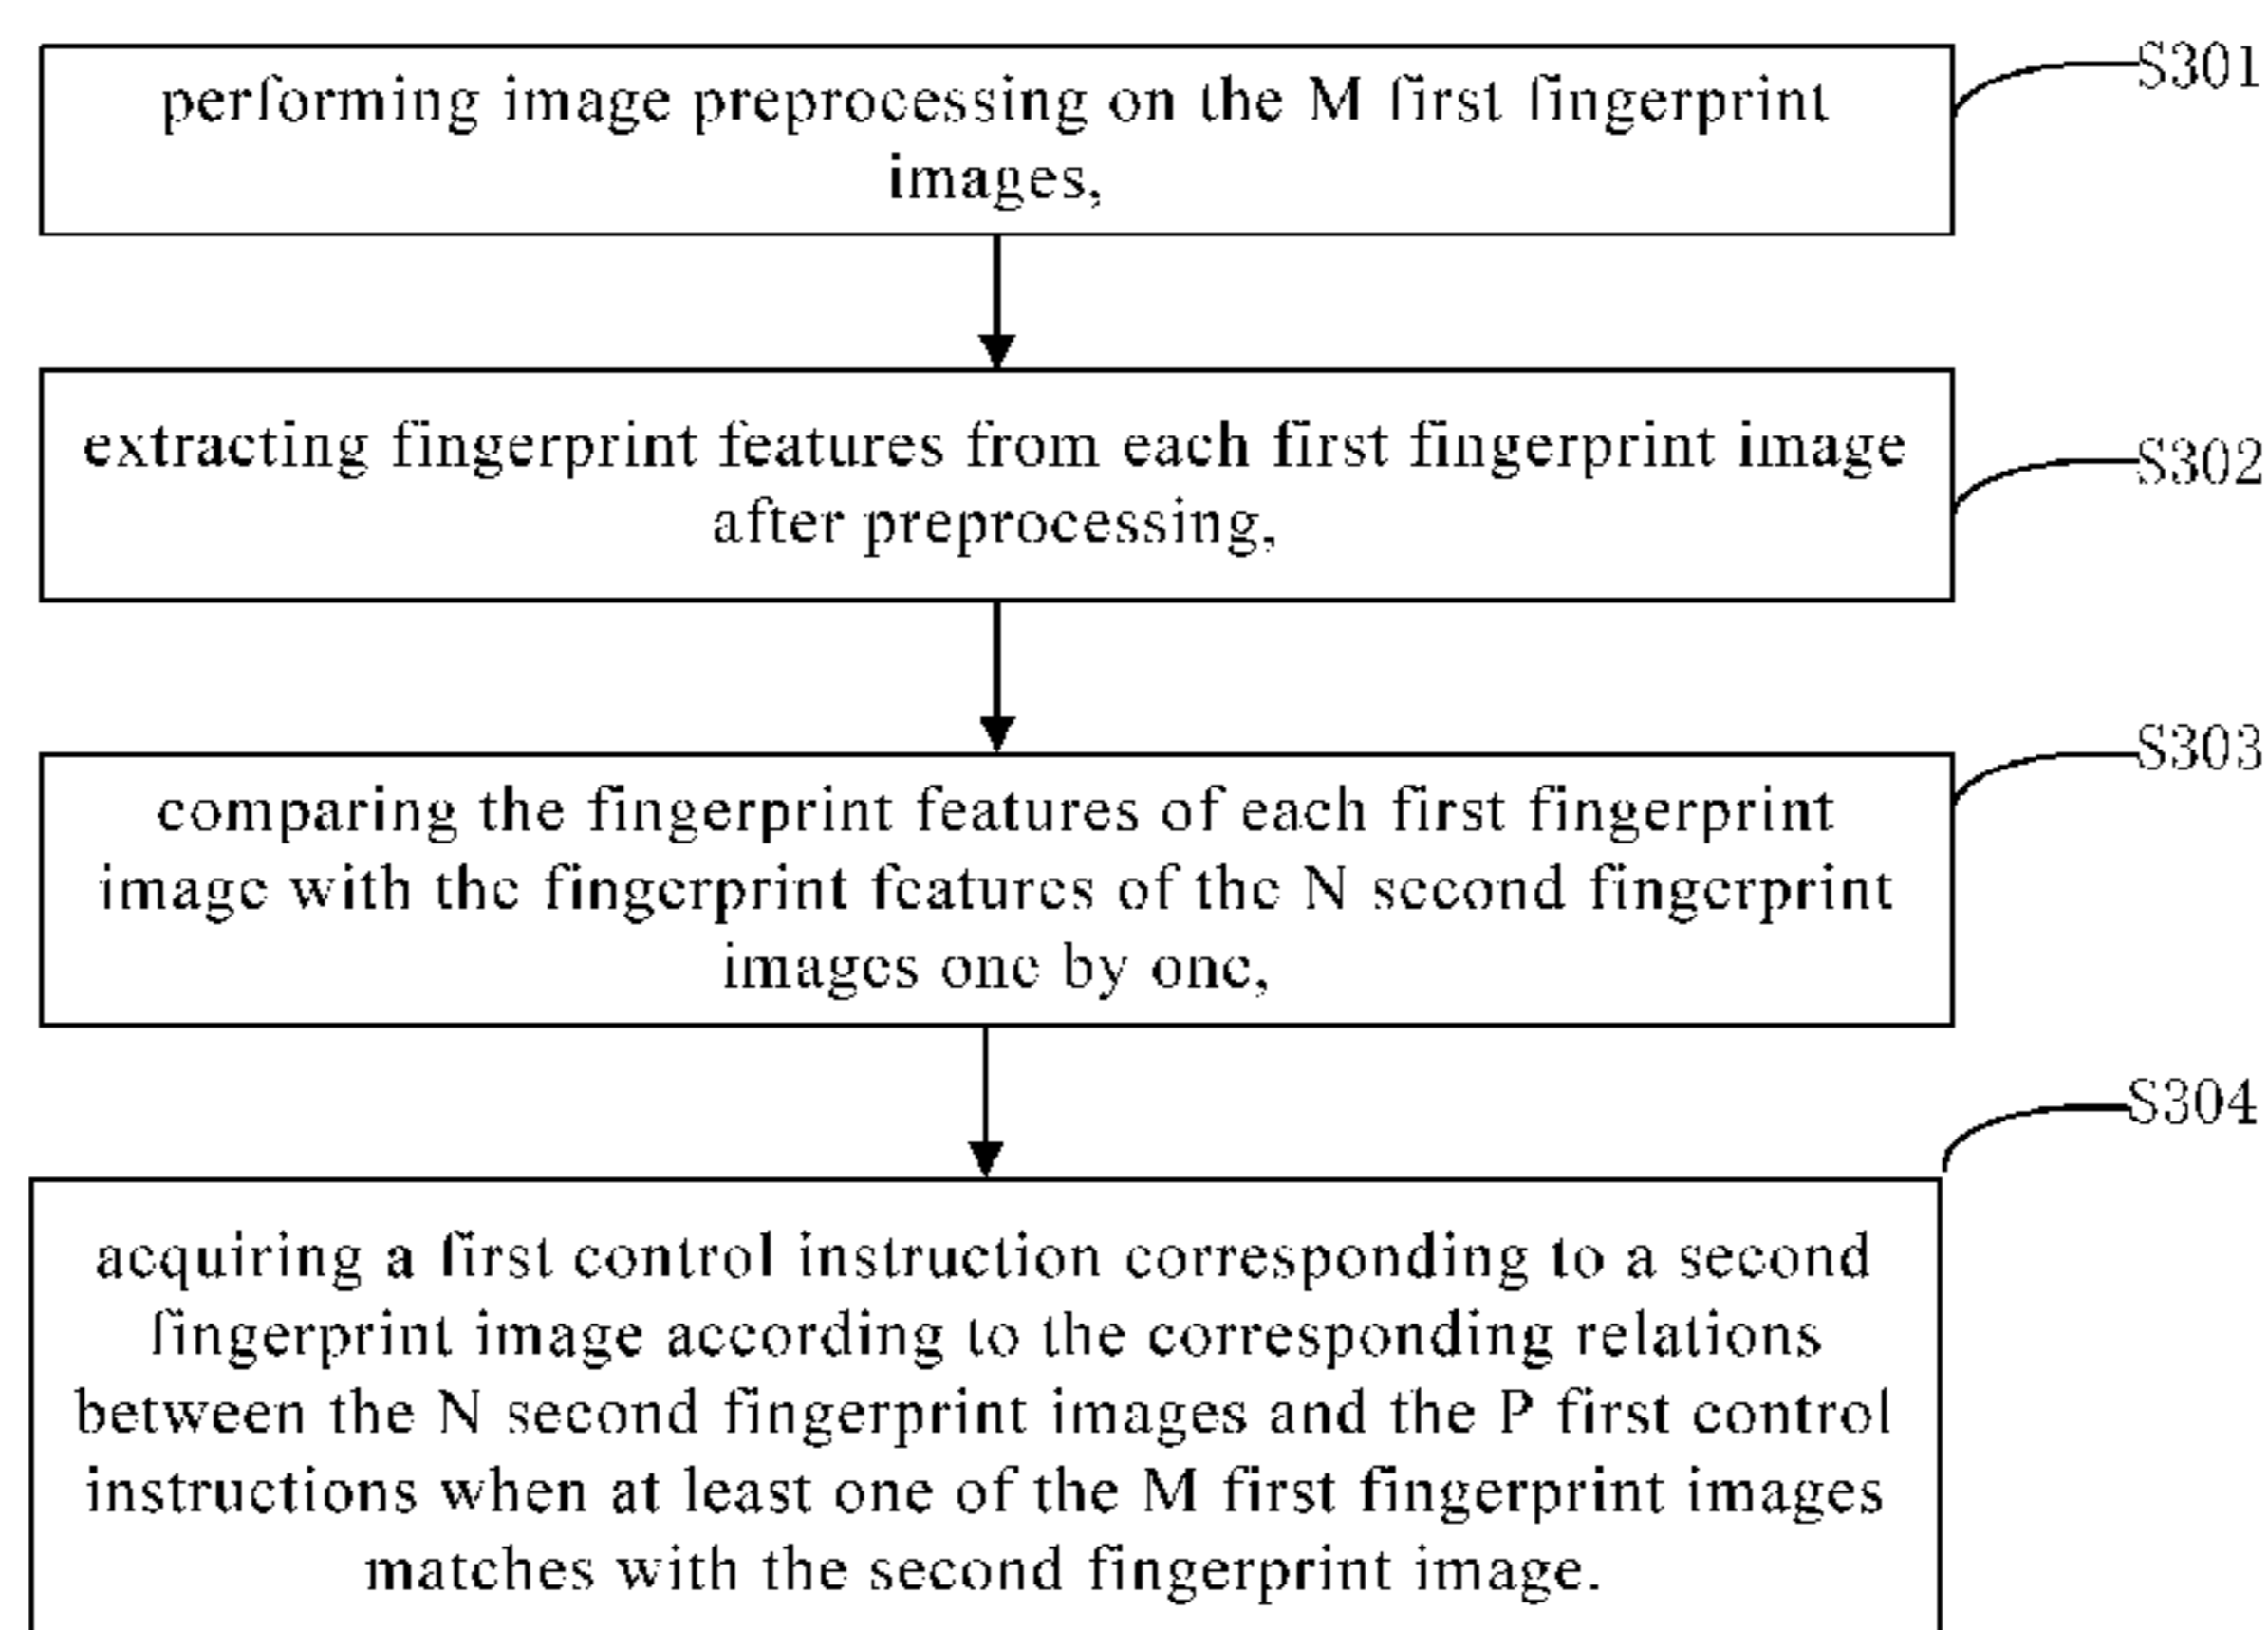 performing image preprocessing on the M first fingerprint
images,
S301
extracting fingerprint features from each first fingerprint image
after preprocessing,
S302
comparing the fingerprint features of each first fingerprint
image with the fingerprint features of the N second fingerprint
images one by one,
S303
acquiring a first control instruction corresponding to a second
fingerprint image according to the corresponding relations
between the N second fingerprint images and the P first control
instructions when at least one of the M first fingerprint images
matches with the second fingerprint image.
S304